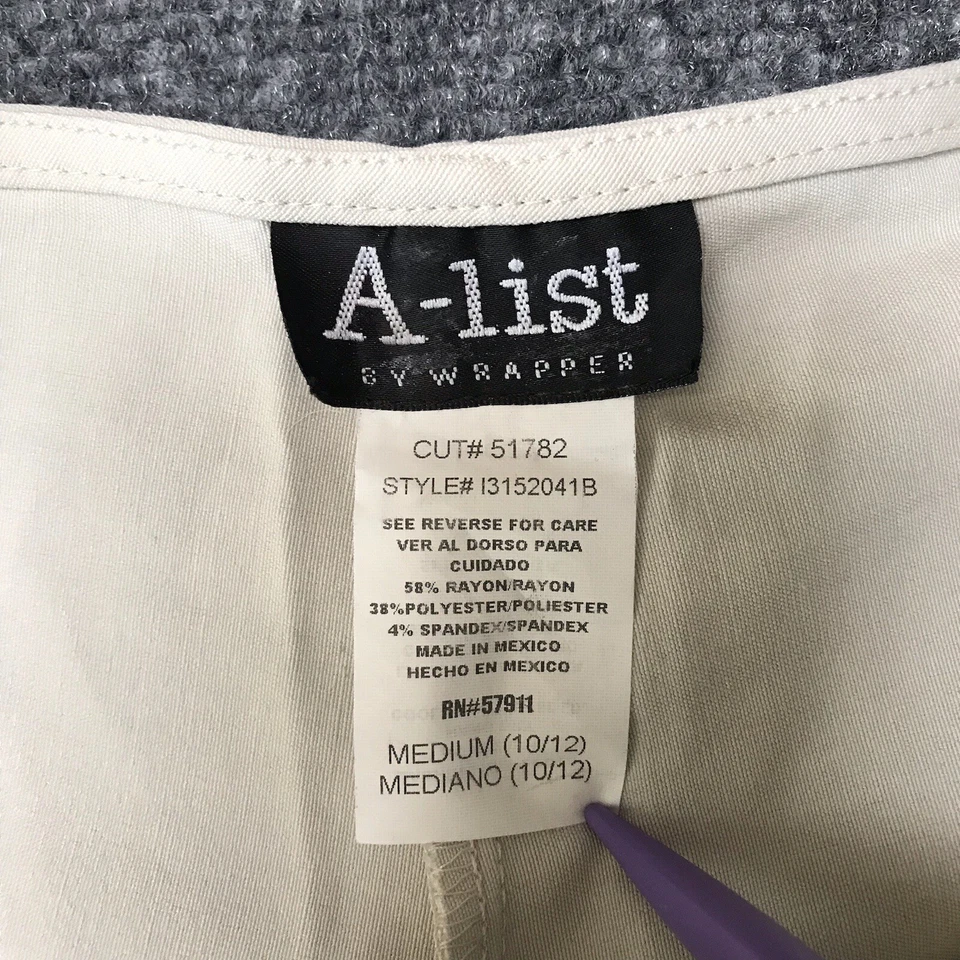 A-list
BY WRAPPER
CUT# 51782
STYLE# I3152041B
SEE REVERSE FOR CARE
VER AL DORSO PARA
CUIDADO
58% RAYON/RAYON
38%POLYESTER/POLIESTER
4% SPANDEX/SPANDEX
MADE IN MEXICO
HECHO EN MEXICO
RN#57911
MEDIUM (10/12)
MEDIANO (10/12)